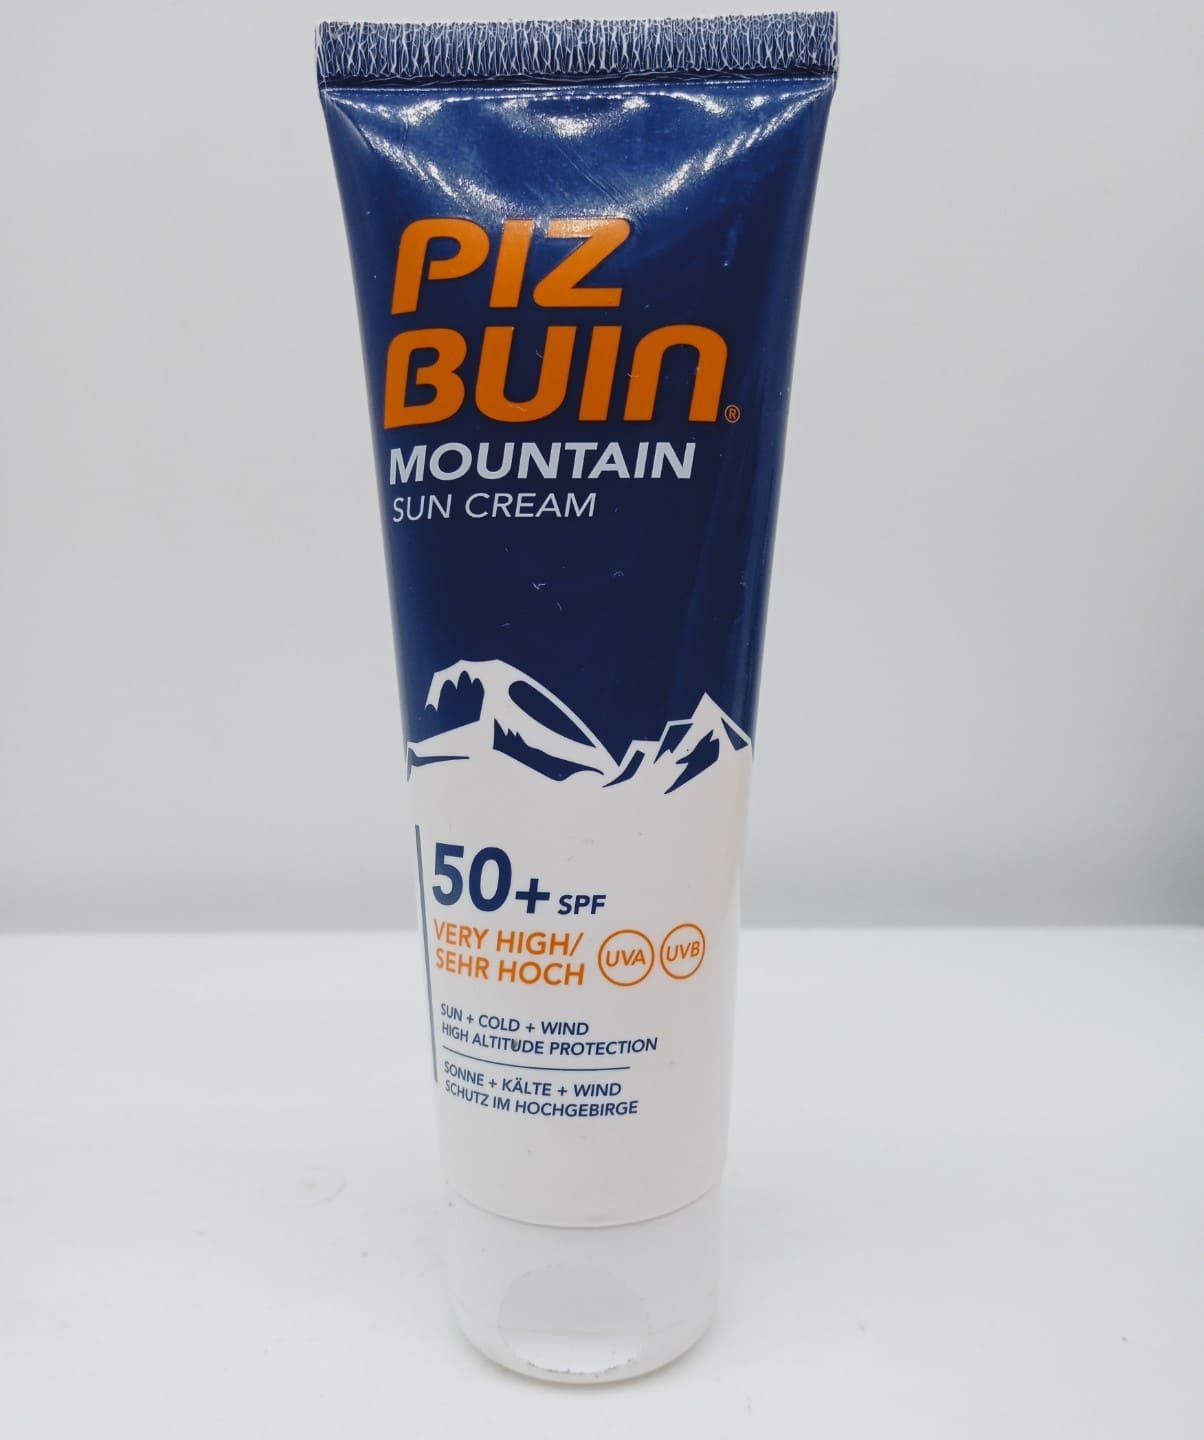 PIZ
BUIN®
MOUNTAIN
SUN CREAM
50+ SPF
VERY HIGH/
SEHR HOCH
UVA UVB
SUN + COLD + WIND
HIGH ALTITUDE PROTECTION
SONNE + KÄLTE + WIND
SCHUTZ IM HOCHGEBIRGE